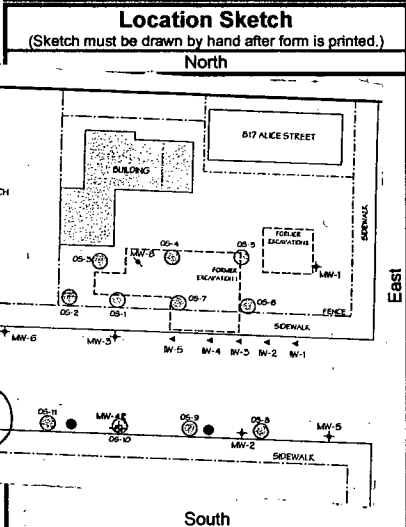 Location Sketch
(Sketch must be drawn by hand after form is printed.)
North
817 ALICE STREET
BUILDING
CH
SIDEWALK
FORMER
EXCAVATION
OS-3
MW-8
OS-4
OS-5
FORMER
EXCAVATION
MW-1
East
OS-2
OS-1
OS-7
OS-6
FENCE
SIDEWALK
MW-6
MW-3
IW-5
IW-4
IW-3
IW-2
IW-1
OS-11
MW-4
OS-10
OS-9
OS-8
MW-2
MW-5
SIDEWALK
South